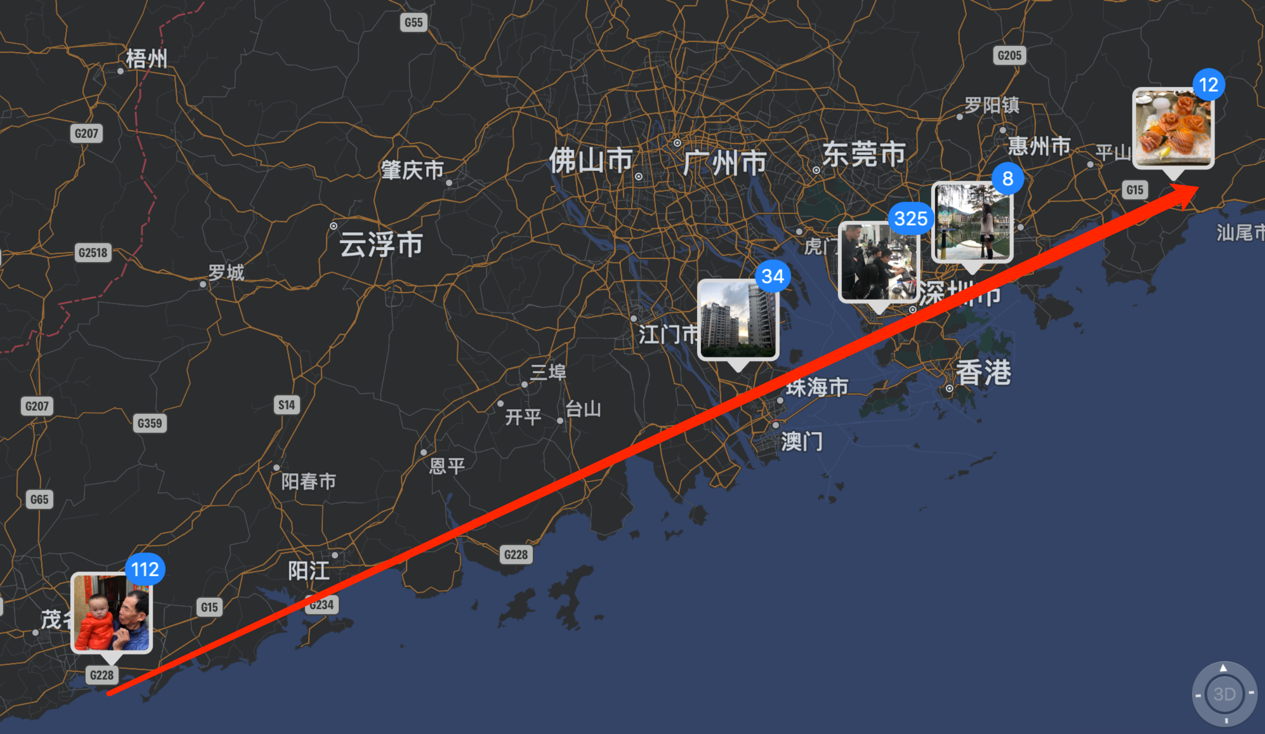 G55
梧州
G205
12
G207
罗阳镇
惠州市
平山
佛山市
广州市
东莞市
肇庆市
8
G15
325
云浮市
虎门
汕尾市
G2518
罗城
34
深圳市
江门市
三埠
珠海市
香港
G207
S14
开平
台山
G359
澳门
恩平
阳春市
G65
G228
112
阳江
G15
G234
茂名
G228
3D